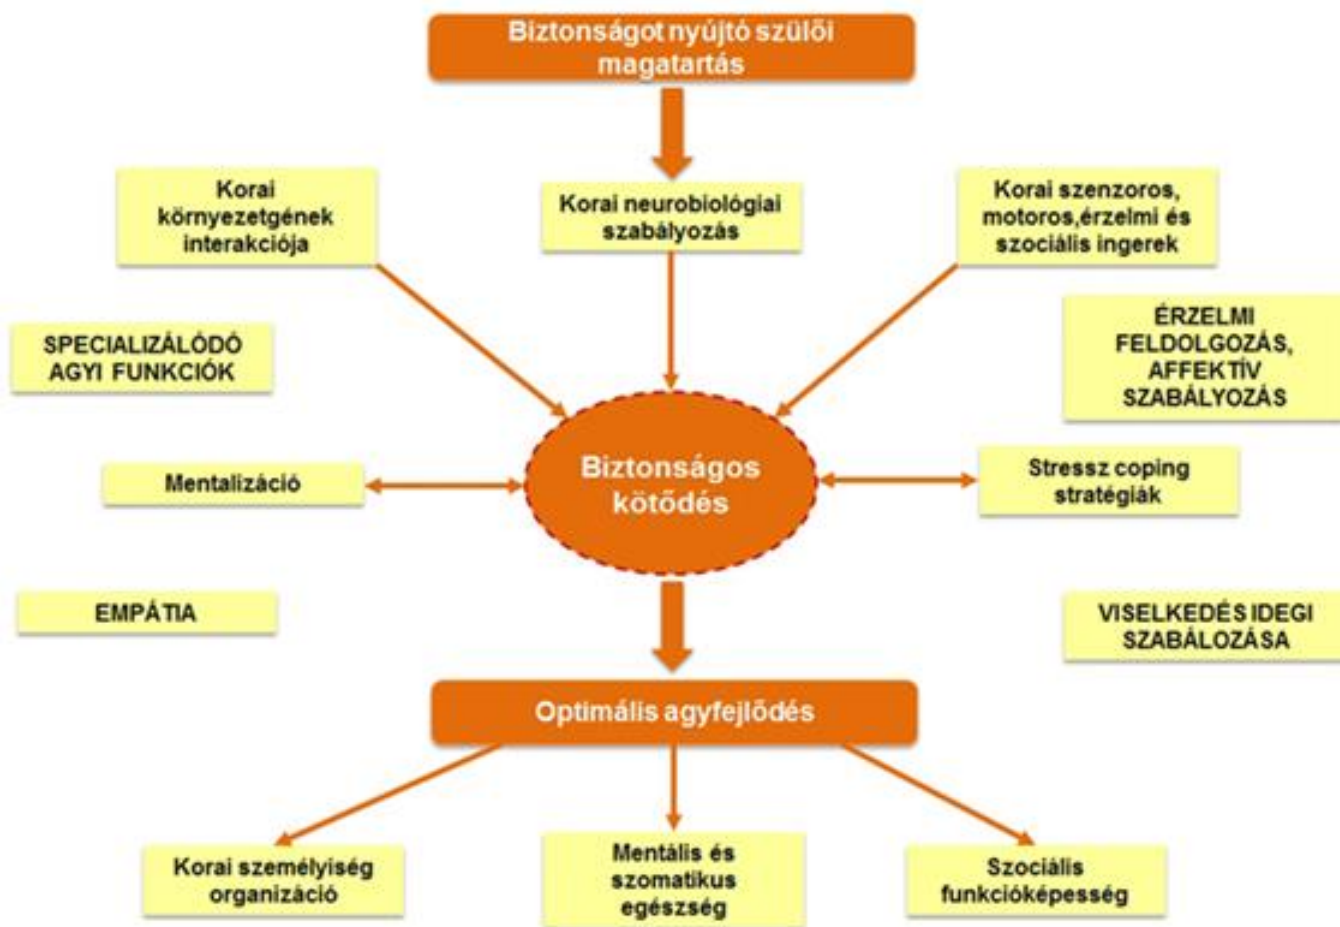 Biztonságot nyújtó szülői
magatartás
Korai
környezetgének
interakciója
Korai neurobiológiai
szabályozás
Korai szenzoros,
motoros,érzelmi és
szociális ingerek
SPECIALIZÁLÓDÓ
AGYI FUNKCIÓK
ÉRZELMI
FELDOLGOZÁS,
AFFEKTÍV
SZABÁLYOZÁS
Mentalizáció
Biztonságos
kötődés
Stressz coping
stratégiák
EMPÁTIA
VISELKEDÉS IDEGI
SZABÁLOZÁSA
Optimális agyfejlődés
Korai személyiség
organizáció
Mentális és
szomatikus
egészség
Szociális
funkcióképesség